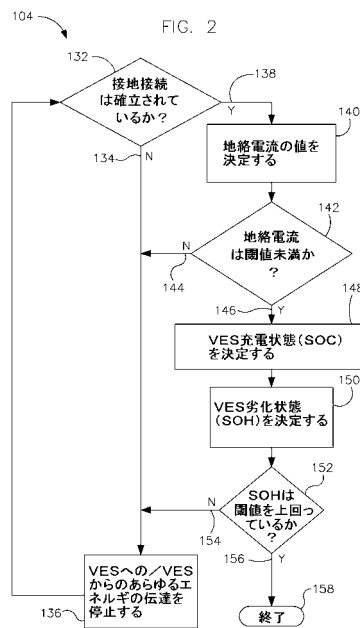 104
FIG. 2
132
接地接続
は確立されて
いるか?
138
Y
134
N
140
地絡電流の値を
決定する
142
地絡電流
は閾値未満か
?
N
144
146
Y
148
VES充電状態(SOC)
を決定する
150
VES劣化状態
(SOH)を決定する
152
SOHは
閾値を上回っ
ているか
?
N
154
156
Y
VESへの/VES
からのあらゆるエ
ネルギの伝達を
停止する
136
158
終了